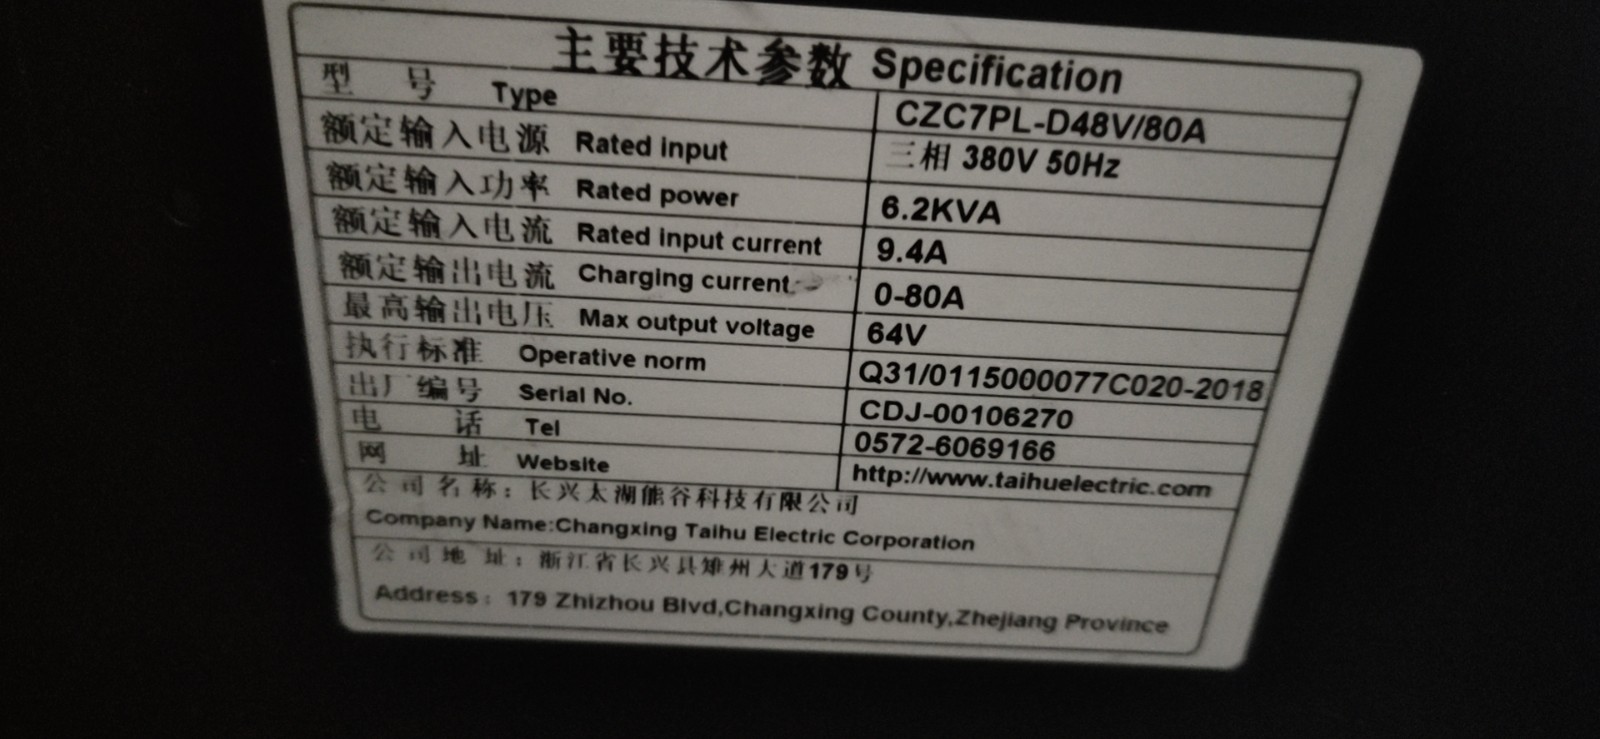 主要技术参数 Specification
型号 Type CZC7PL-D48V/80A
额定输入电源 Rated input 三相 380V 50Hz
额定输入功率 Rated power 6.2KVA
额定输入电流 Rated input current 9.4A
额定输出电流 Charging current 0-80A
最高输出电压 Max output voltage 64V
执行标准 Operative norm Q31/0115000077C020-2018
出厂编号 Serial No. CDJ-00106270
电话 Tel 0572-6069166
网址 Website http://www.taihuelectric.com
公司名称：长兴太湖能谷科技有限公司
Company Name:Changxing Taihu Electric Corporation
公司地址：浙江省长兴县雉州大道179号
Address：179 Zhizhou Blvd,Changxing County,Zhejiang Province